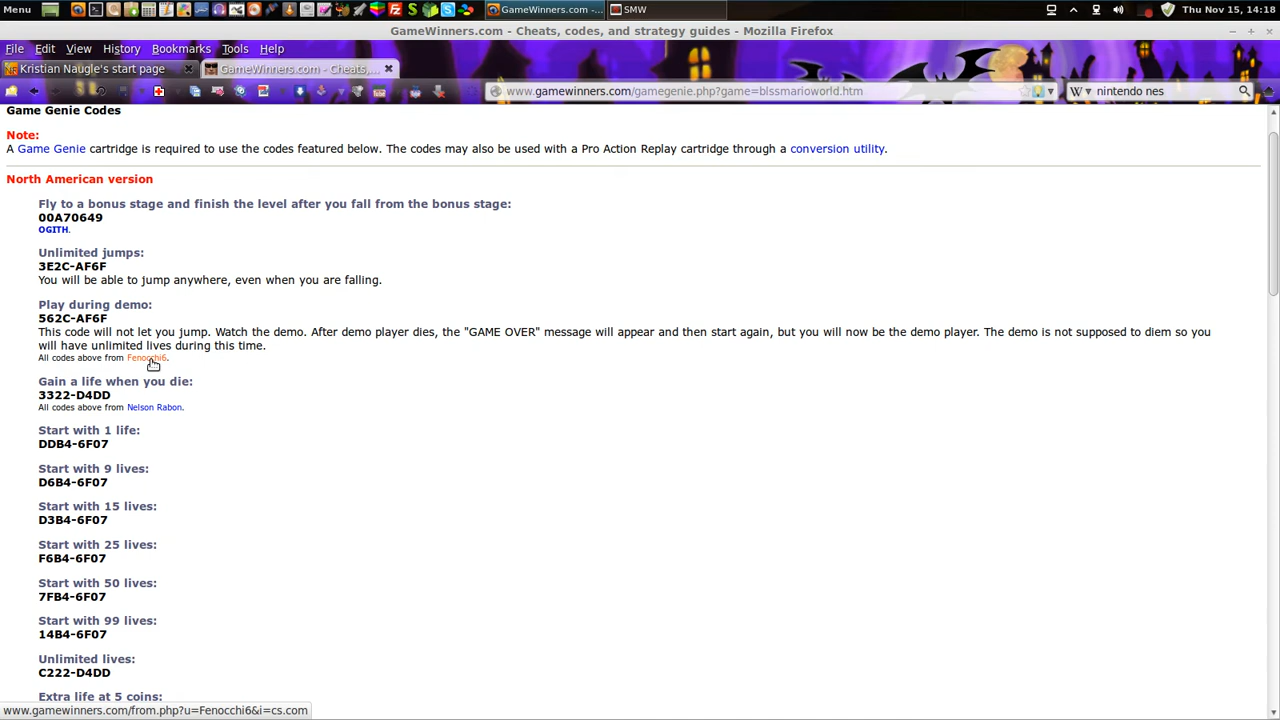 Menu
GameWinners.com -...
SMW
Thu Nov 15, 14:18
GameWinners.com - Cheats, codes, and strategy guides - Mozilla Firefox
File Edit View History Bookmarks Tools Help
Kristian Naugle's start page
GameWinners.com - Cheats,...
www.gamewinners.com/gamegenie.php?game=blssmarioworld.htm
nintendo nes
Game Genie Codes
Note:
A Game Genie cartridge is required to use the codes featured below. The codes may also be used with a Pro Action Replay cartridge through a conversion utility.
North American version
Fly to a bonus stage and finish the level after you fall from the bonus stage:
00A70649
OGITH.
Unlimited jumps:
3E2C-AF6F
You will be able to jump anywhere, even when you are falling.
Play during demo:
562C-AF6F
This code will not let you jump. Watch the demo. After demo player dies, the "GAME OVER" message will appear and then start again, but you will now be the demo player. The demo is not supposed to diem so you
will have unlimited lives during this time.
All codes above from Fenocchi6.
Gain a life when you die:
3322-D4DD
All codes above from Nelson Rabon.
Start with 1 life:
DDB4-6F07
Start with 9 lives:
D6B4-6F07
Start with 15 lives:
D3B4-6F07
Start with 25 lives:
F6B4-6F07
Start with 50 lives:
7FB4-6F07
Start with 99 lives:
14B4-6F07
Unlimited lives:
C222-D4DD
Extra life at 5 coins:
www.gamewinners.com/from.php?u=Fenocchi6&i=cs.com